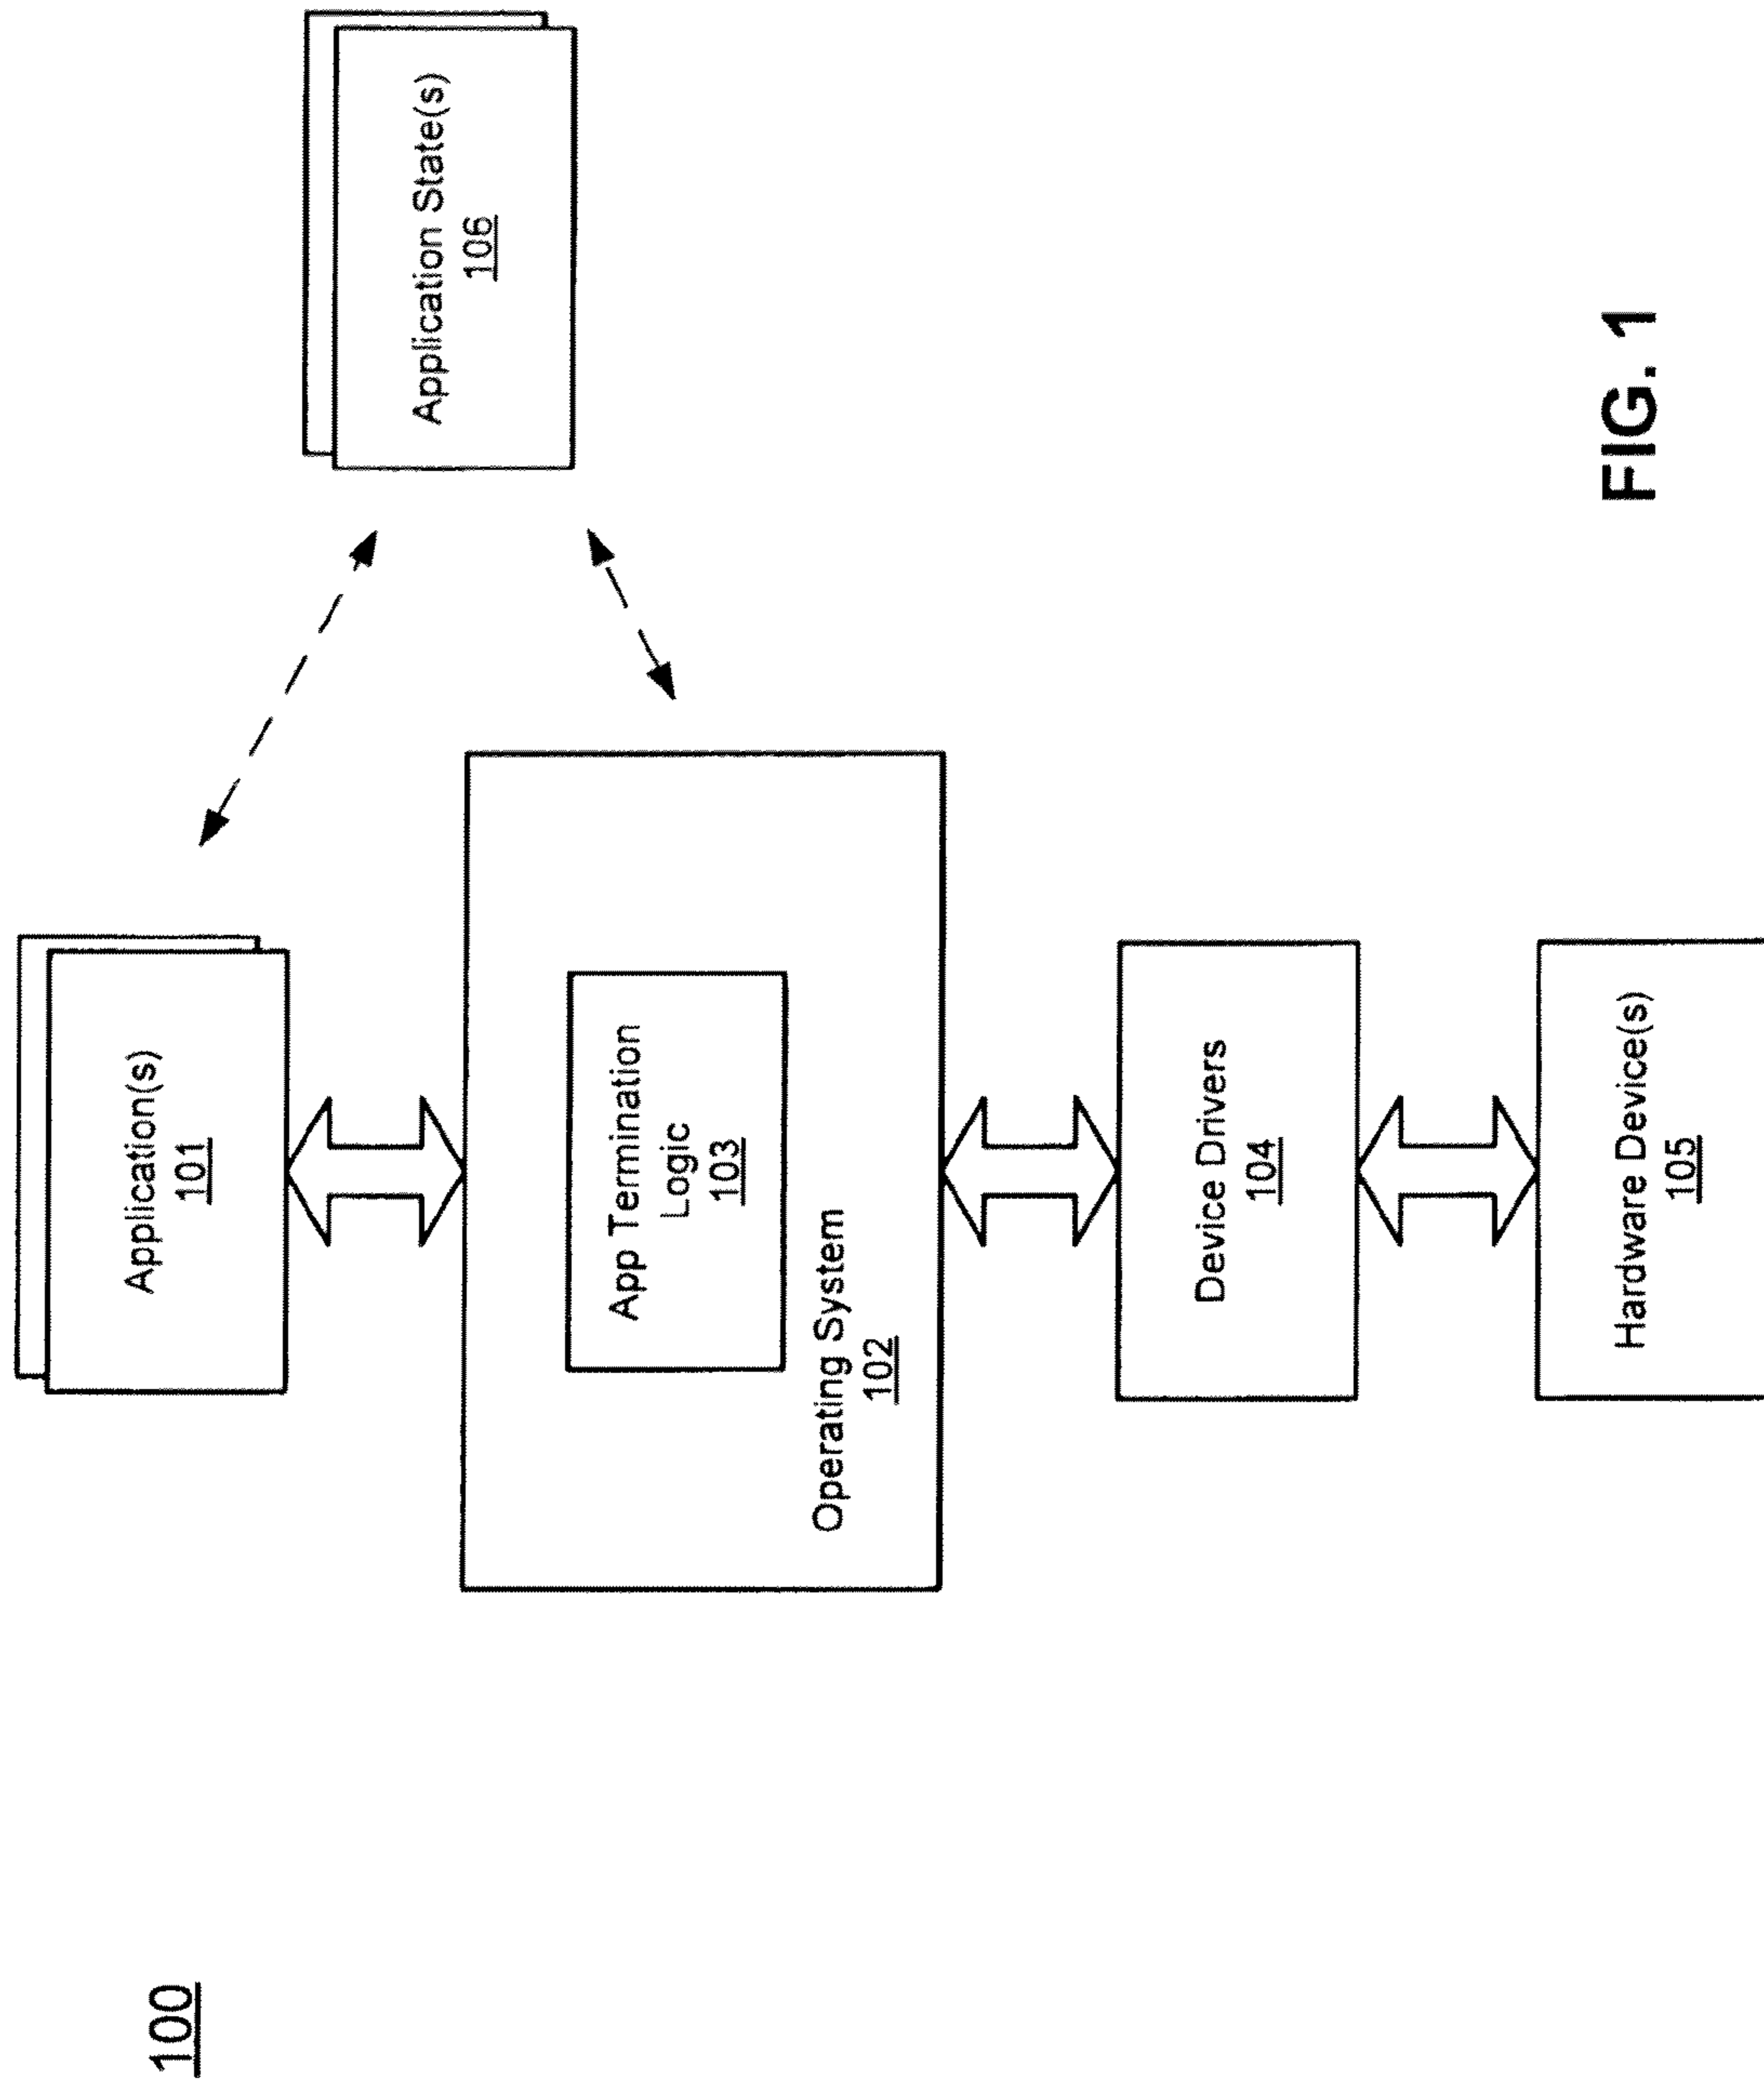 100
Application(s)
101
App Termination
Logic
103
Operating System
102
Device Drivers
104
Hardware Device(s)
105
Application State(s)
106
FIG. 1